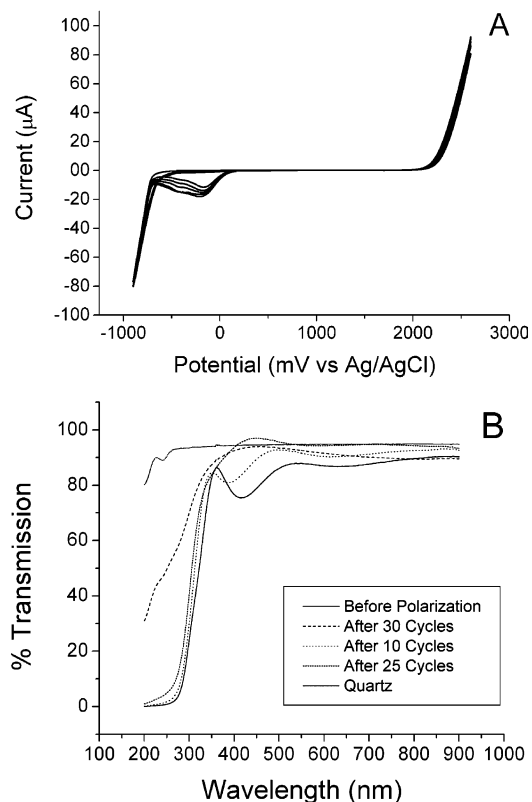 A
Current (μA)
100
80
60
40
20
00
-20
-40
-60
-80
-100
-1000
0
1000
2000
3000
Potential (mV vs Ag/AgCl)
B
% Transmission
100
80
60
40
20
0
Before Polarization
After 30 Cycles
After 10 Cycles
After 25 Cycles
Quartz
100 200 300 400 500 600 700 800 900 1000
Wavelength (nm)